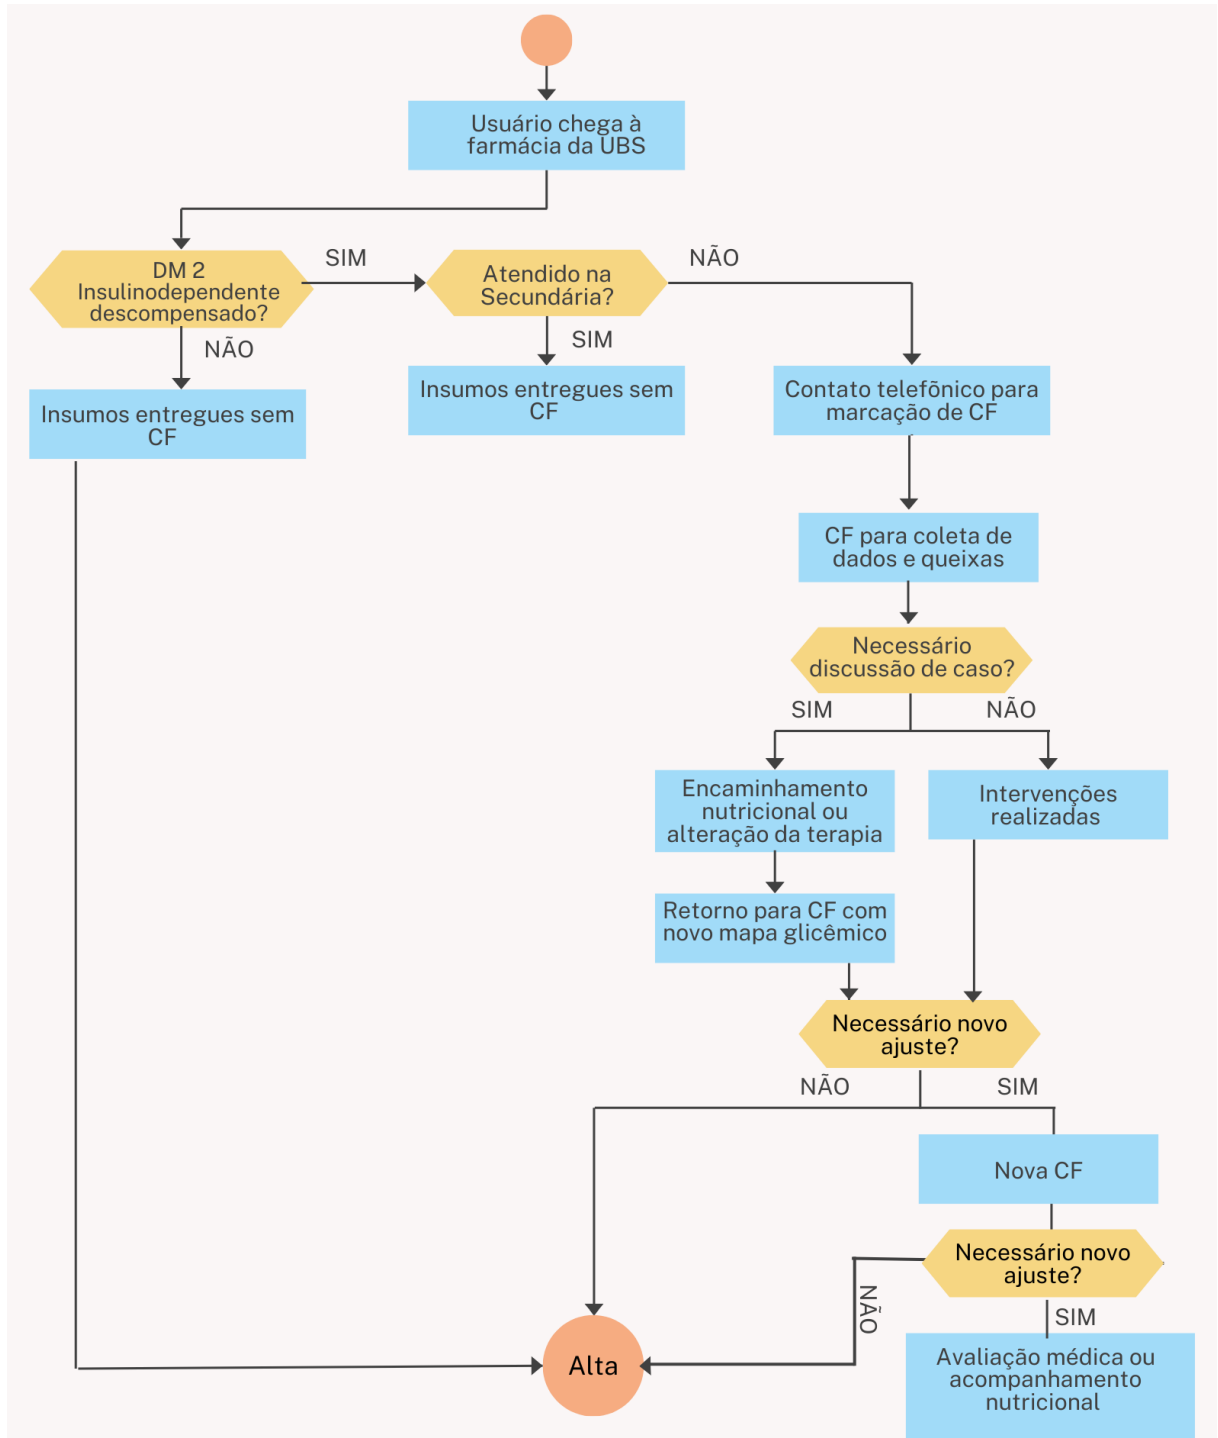 Usuário chega à
farmácia da UBS
DM 2
Insulinodependente
descompensado?
SIM
Atendido na
Secundária?
NÃO
NÃO
SIM
Insumos entregues sem
CF
Insumos entregues sem
CF
Contato telefônico para
marcação de CF
CF para coleta de
dados e queixas
Necessário
discussão de caso?
SIM
NÃO
Encaminhamento
nutricional ou
alteração da terapia
Intervenções
realizadas
Retorno para CF com
novo mapa glicêmico
Necessário novo
ajuste?
NÃO
SIM
Nova CF
Necessário novo
ajuste?
NÃO
SIM
Alta
Avaliação médica ou
acompanhamento
nutricional